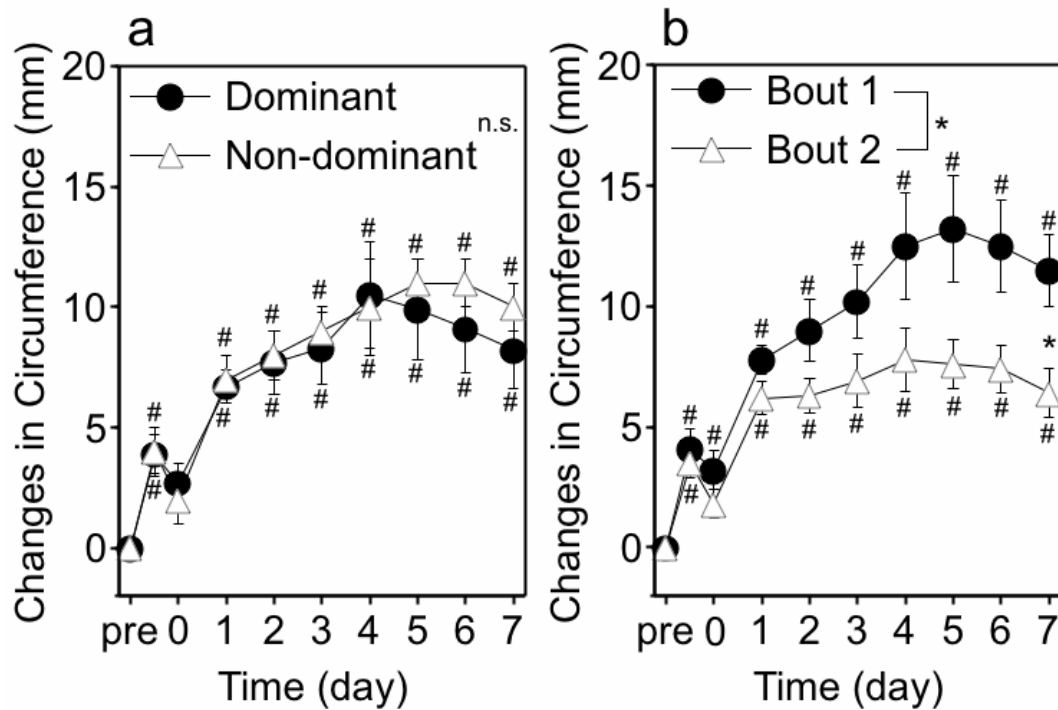 a
Changes in Circumference (mm)
20
15
10
5
0
Dominant
Non-dominant
n.s.
# # # # # # # #
# # # # # # # #
pre 0 1 2 3 4 5 6 7
Time (day)
b
Changes in Circumference (mm)
20
15
10
5
0
Bout 1
Bout 2
*
# # # # # # # # #
*
# # # # # # # #
pre 0 1 2 3 4 5 6 7
Time (day)